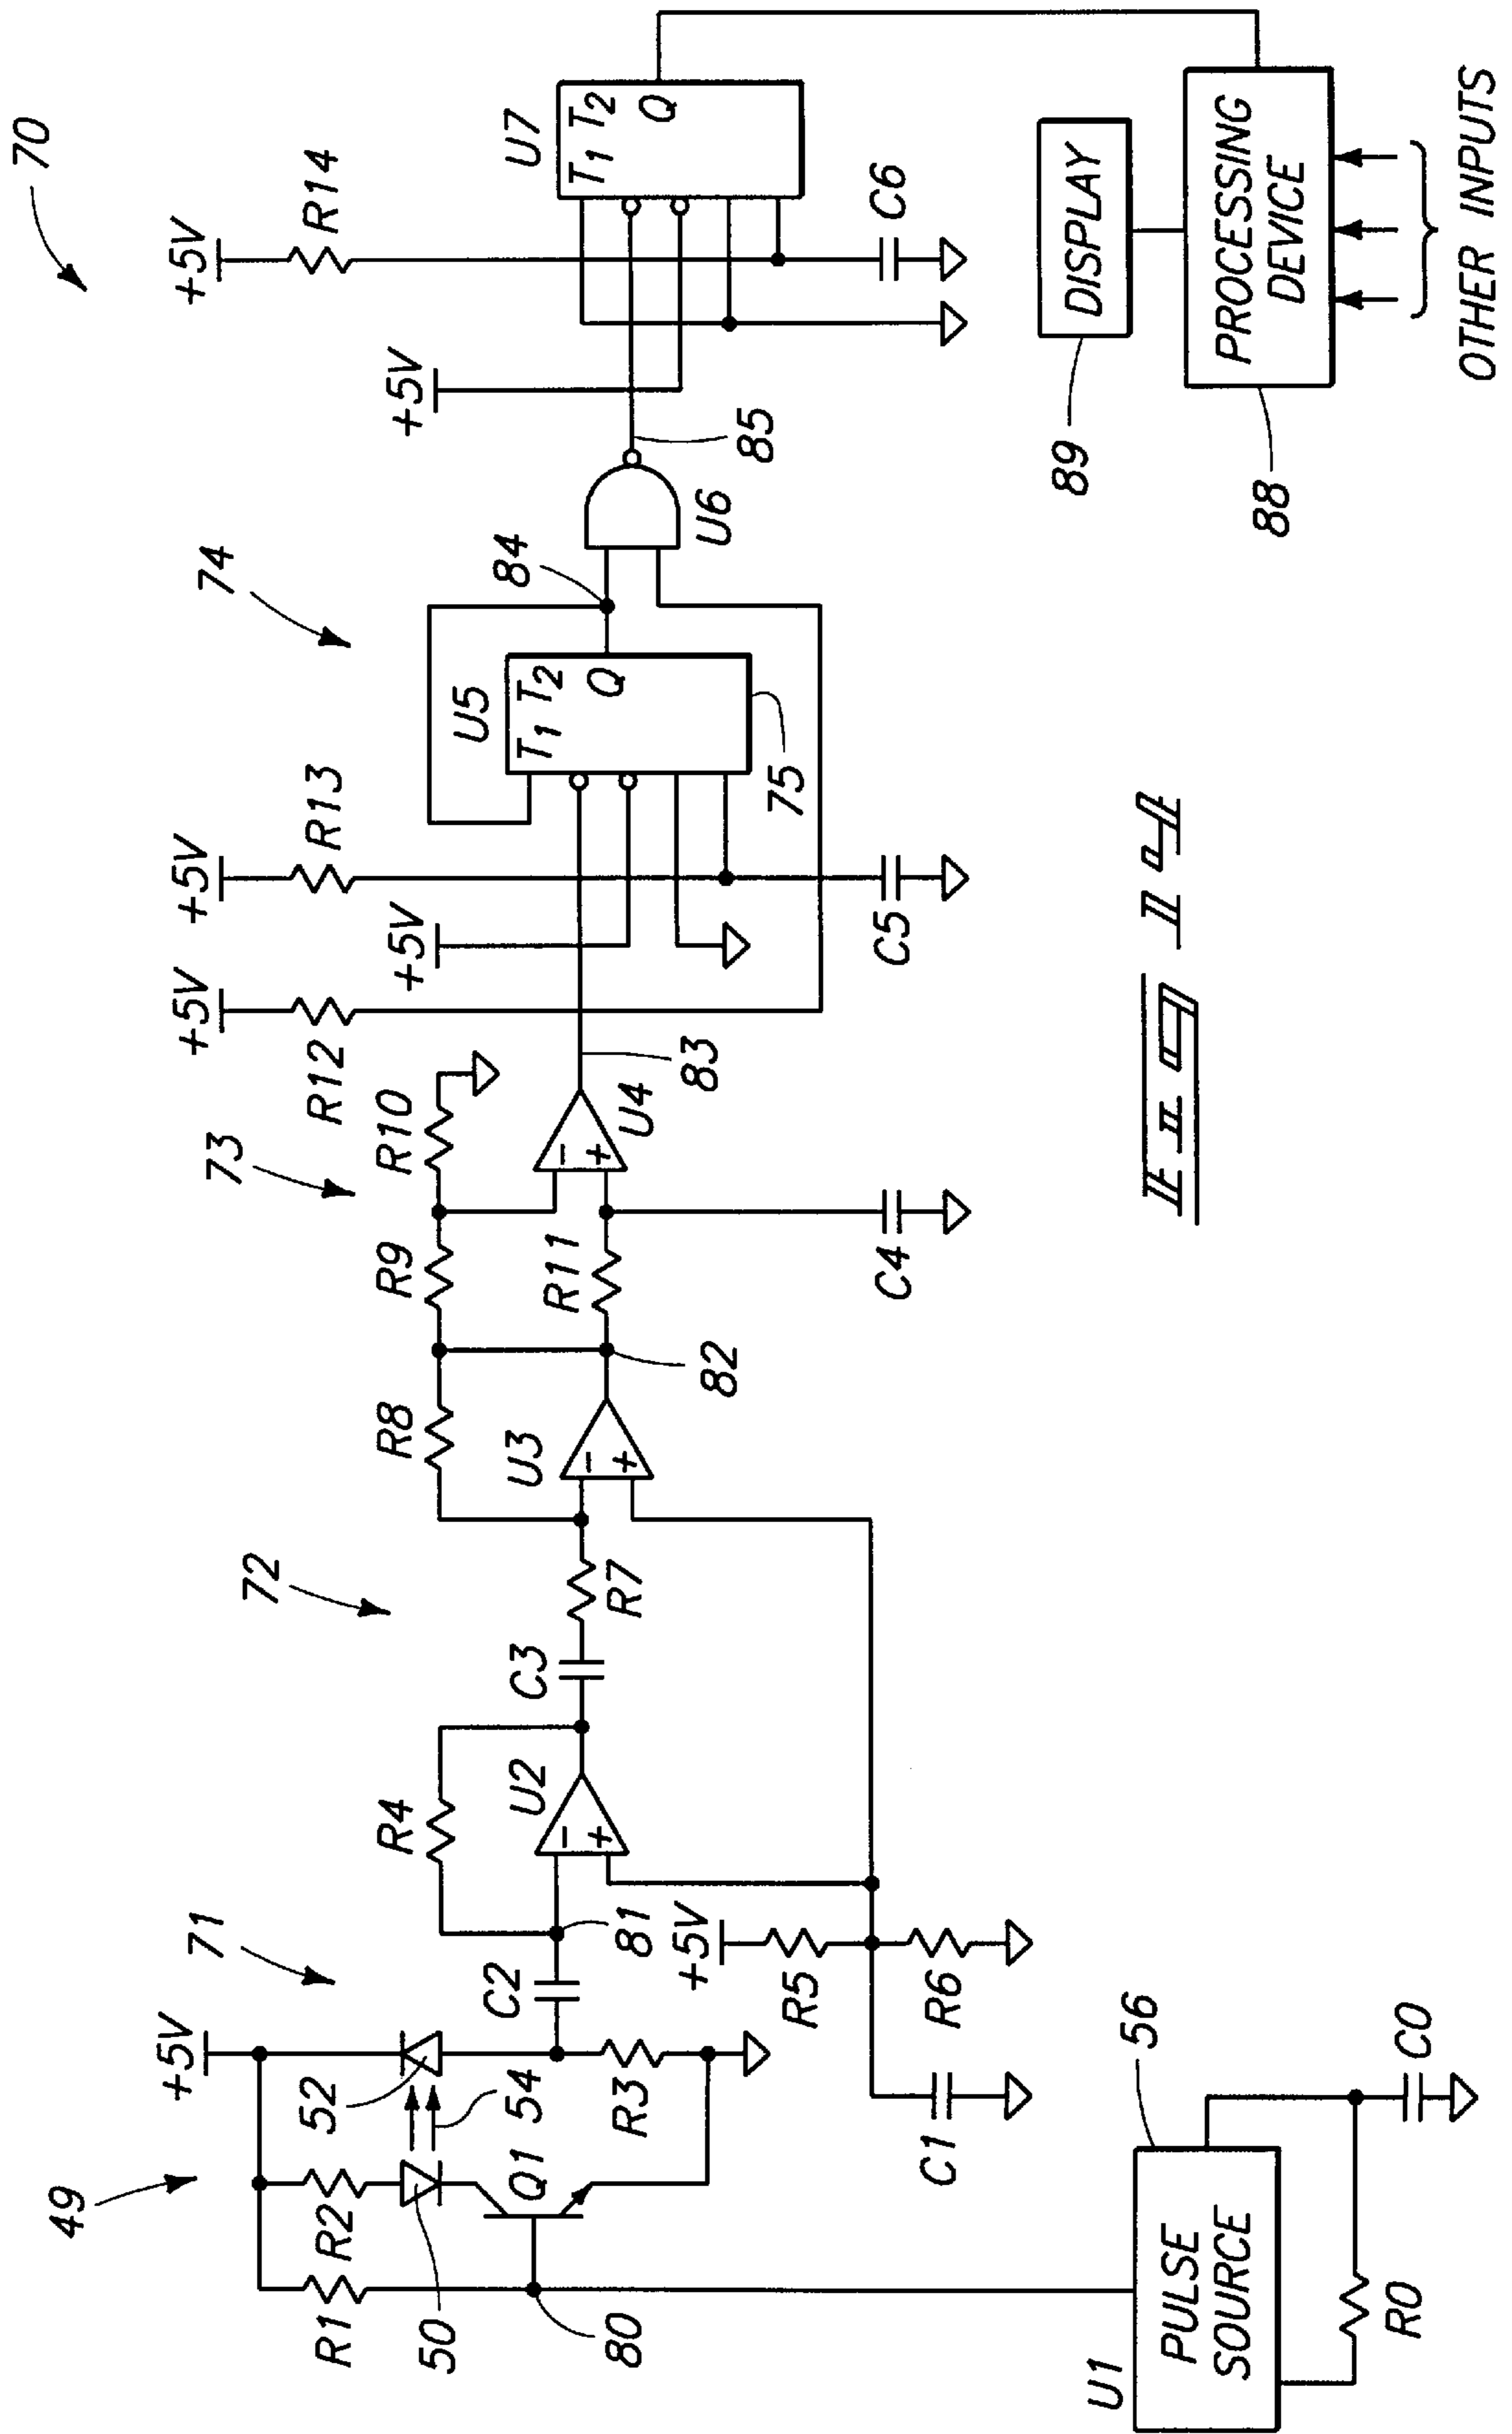 70
+5V
R14
U7
T1 T2
Q
C6
+5V
85
U6
84
74
U5
T1 T2
Q
75
+5V
R13
C5
+5V
+5V
R12
83
73
R10
U4
R9
R11
C4
82
R8
U3
72
R7
C3
R4
U2
71
81
C2
+5V
R5
R6
C1
49
+5V
52
54
R3
R2
Q1
R1
50
80
56
U1
PULSE
SOURCE
C0
R0
DISPLAY
89
PROCESSING
DEVICE
88
OTHER INPUTS